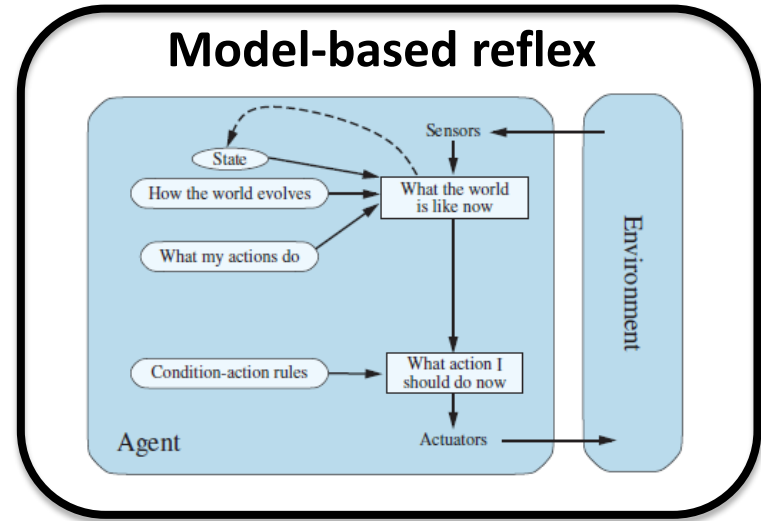 Model-based reflex
Sensors
State
How the world evolves
What the world
is like now
What my actions do
Environment
Condition-action rules
What action I
should do now
Agent
Actuators